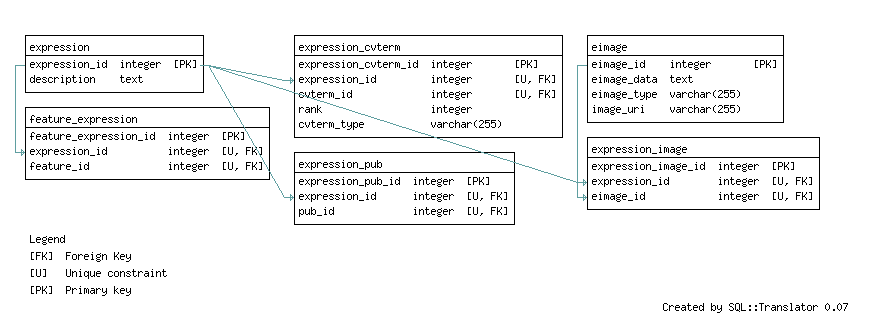 expression
expression_id integer [PK]
description text
feature_expression
feature_expression_id integer [PK]
expression_id integer [U, FK]
feature_id integer [U, FK]
expression_cvterm
expression_cvterm_id integer [PK]
expression_id integer [U, FK]
cvterm_id integer [U, FK]
rank integer
cvterm_type varchar(255)
expression_pub
expression_pub_id integer [PK]
expression_id integer [U, FK]
pub_id integer [U, FK]
eimage
eimage_id integer [PK]
eimage_data text
eimage_type varchar(255)
image_uri varchar(255)
expression_image
expression_image_id integer [PK]
expression_id integer [U, FK]
eimage_id integer [U, FK]
Legend
[FK] Foreign Key
[U] Unique constraint
[PK] Primary key
Created by SQL::Translator 0.07